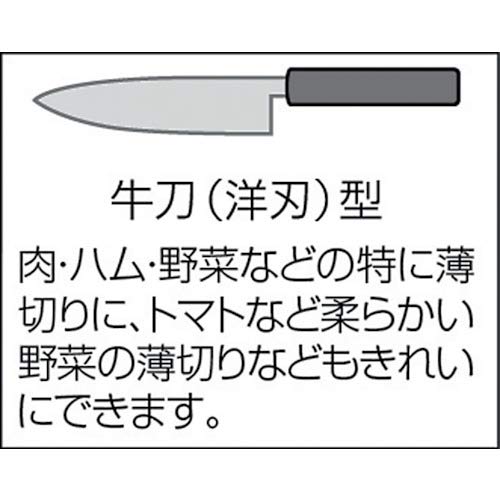 牛刀（洋刃）型
肉・ハム・野菜などの特に薄
切りに、トマトなど柔らかい
野菜の薄切りなどもきれい
にできます。